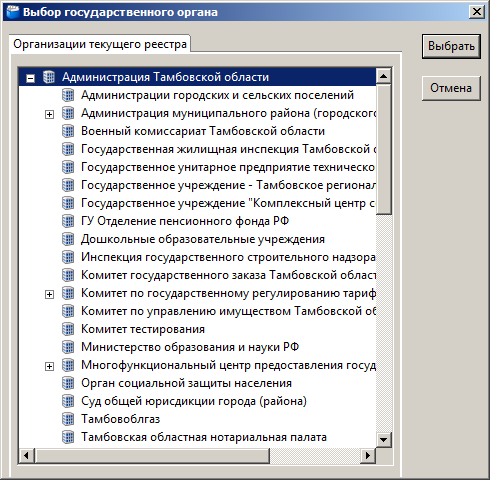 Выбор государственного органа
Организации текущего реестра
Выбрать
Отмена
Администрация Тамбовской области
Администрации городских и сельских поселений
Администрация муниципального района (городского
Военный комиссариат Тамбовской области
Государственная жилищная инспекция Тамбовской о
Государственное унитарное предприятие техническо
Государственное учреждение - Тамбовское регионал
Государственное учреждение "Комплексный центр с
ГУ Отделение пенсионного фонда РФ
Дошкольные образовательные учреждения
Инспекция государственного строительного надзора
Комитет государственного заказа Тамбовской област
Комитет по государственному регулированию тариф
Комитет по управлению имуществом Тамбовской об
Комитет тестирования
Министерство образования и науки РФ
Многофункциональный центр предоставления госуд
Орган социальной защиты населения
Суд общей юрисдикции города (района)
Тамбовоблгаз
Тамбовская областная нотариальная палата